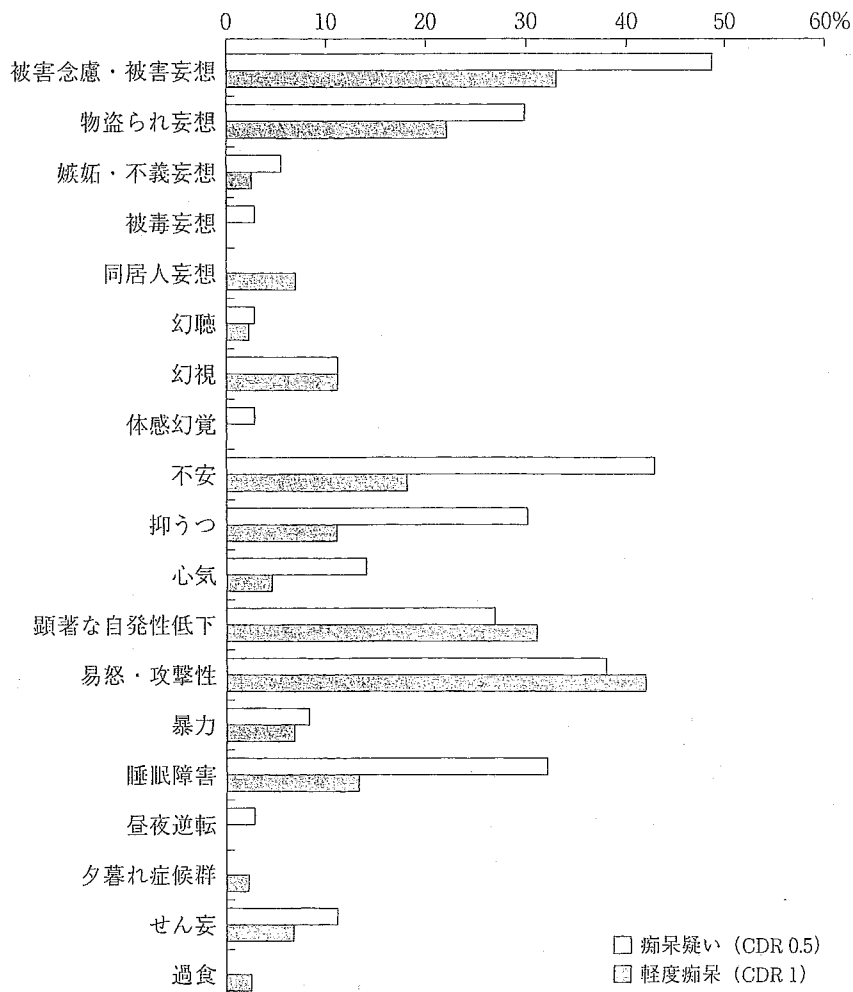 0 10 20 30 40 50 60%
被害念慮・被害妄想
物盗られ妄想
嫉妬・不義妄想
被毒妄想
同居人妄想
幻聴
幻視
体感幻覚
不安
抑うつ
心気
顕著な自発性低下
易怒・攻撃性
暴力
睡眠障害
昼夜逆転
夕暮れ症候群
せん妄
過食
痴呆疑い（CDR 0.5）
軽度痴呆（CDR 1）